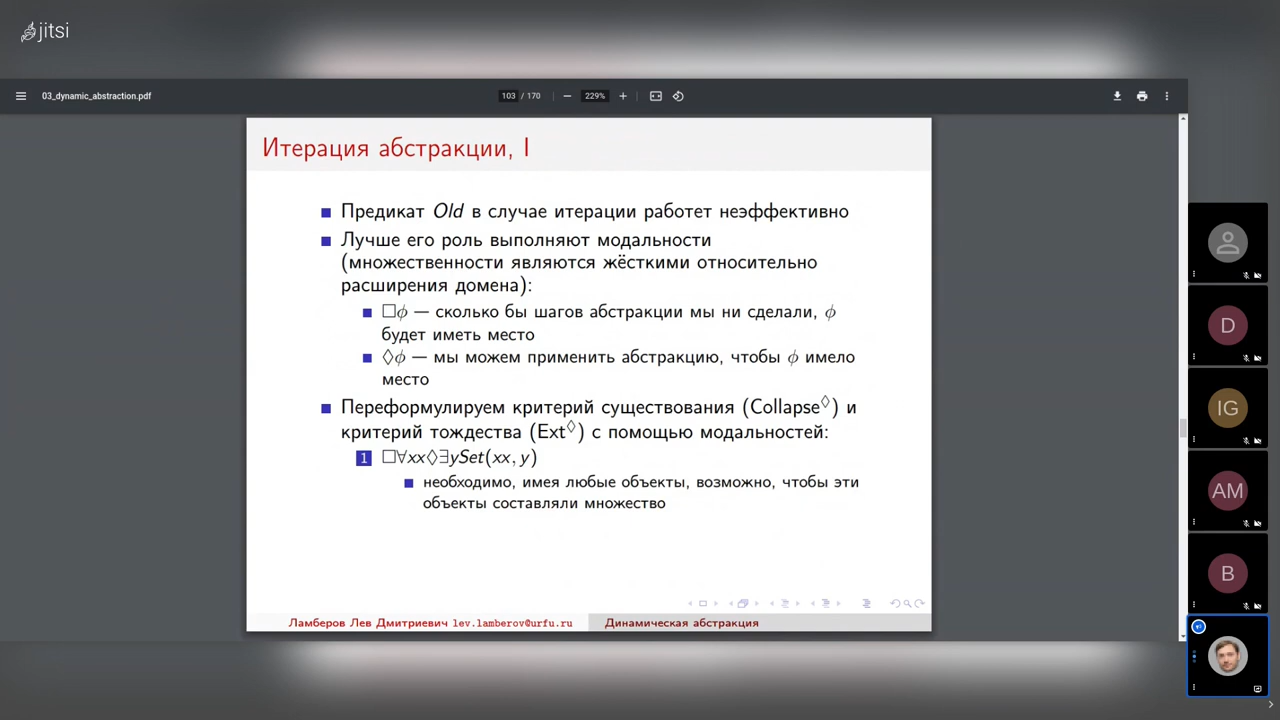 jitsi
03_dynamic_abstraction.pdf
103 / 170
229%
Итерация абстракции, I
Предикат Old в случае итерации работет неэффективно
Лучше его роль выполняют модальности
(множественности являются жёсткими относительно
расширения домена):
□ϕ — сколько бы шагов абстракции мы ни сделали, ϕ
будет иметь место
◊ϕ — мы можем применить абстракцию, чтобы ϕ имело
место
Переформулируем критерий существования (Collapse◊) и
критерий тождества (Ext◊) с помощью модальностей:
1 □∀xx◊∃ySet(xx, y)
необходимо, имея любые объекты, возможно, чтобы эти
объекты составляли множество
Ламберов Лев Дмитриевич lev.lamberov@urfu.ru
Динамическая абстракция
D
IG
AM
B